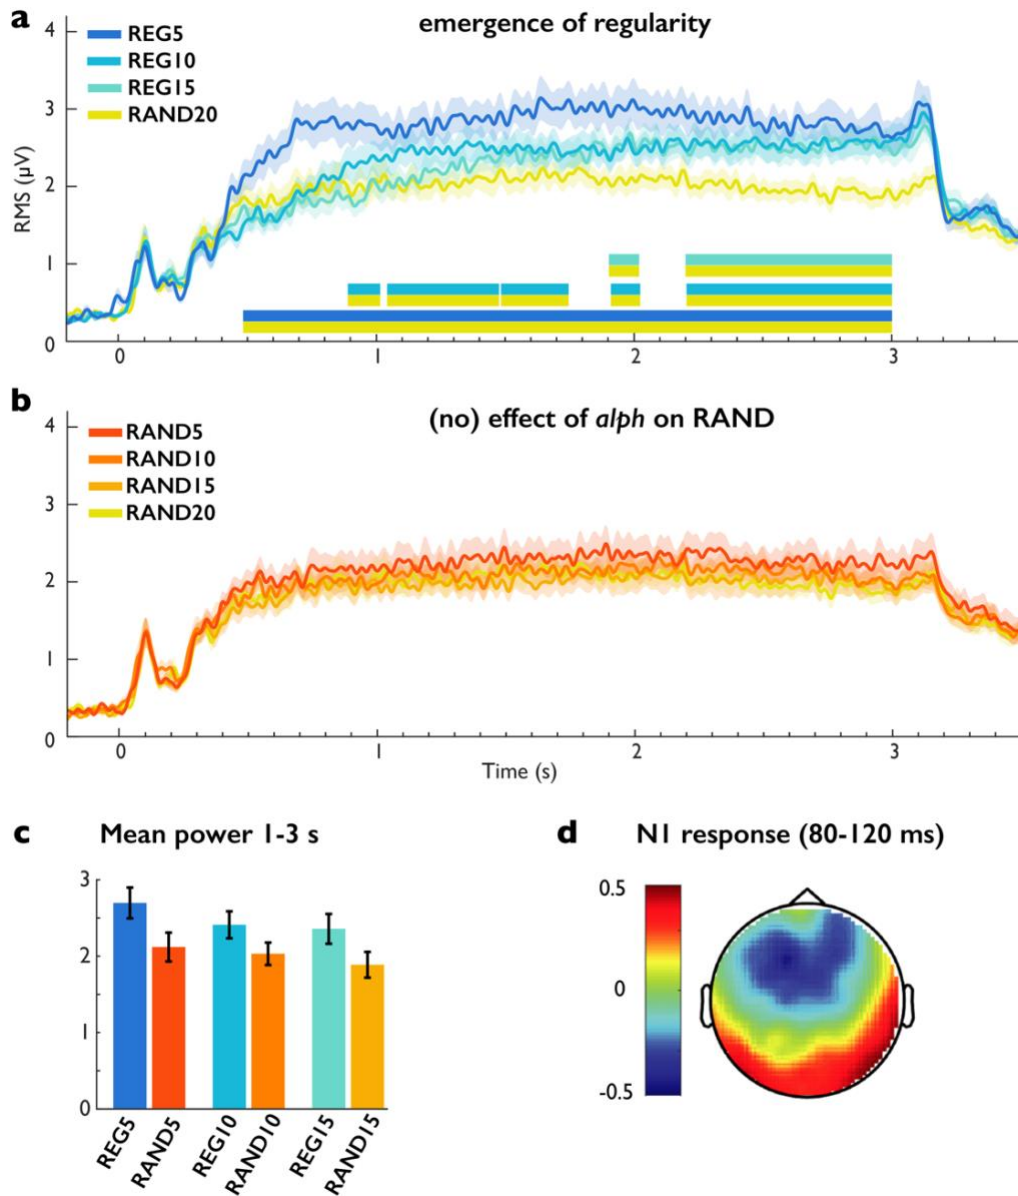 a
emergence of regularity
REG5
REG10
REG15
RAND20
RMS (µV)
4
3
2
1
0
0 1 2 3
b
(no) effect of alph on RAND
RAND5
RAND10
RAND15
RAND20
4
3
2
1
0
0 1 2 3
Time (s)
c
Mean power 1-3 s
3
2
1
0
REG5
RAND5
REG10
RAND10
REG15
RAND15
d
N1 response (80-120 ms)
0.5
0
-0.5